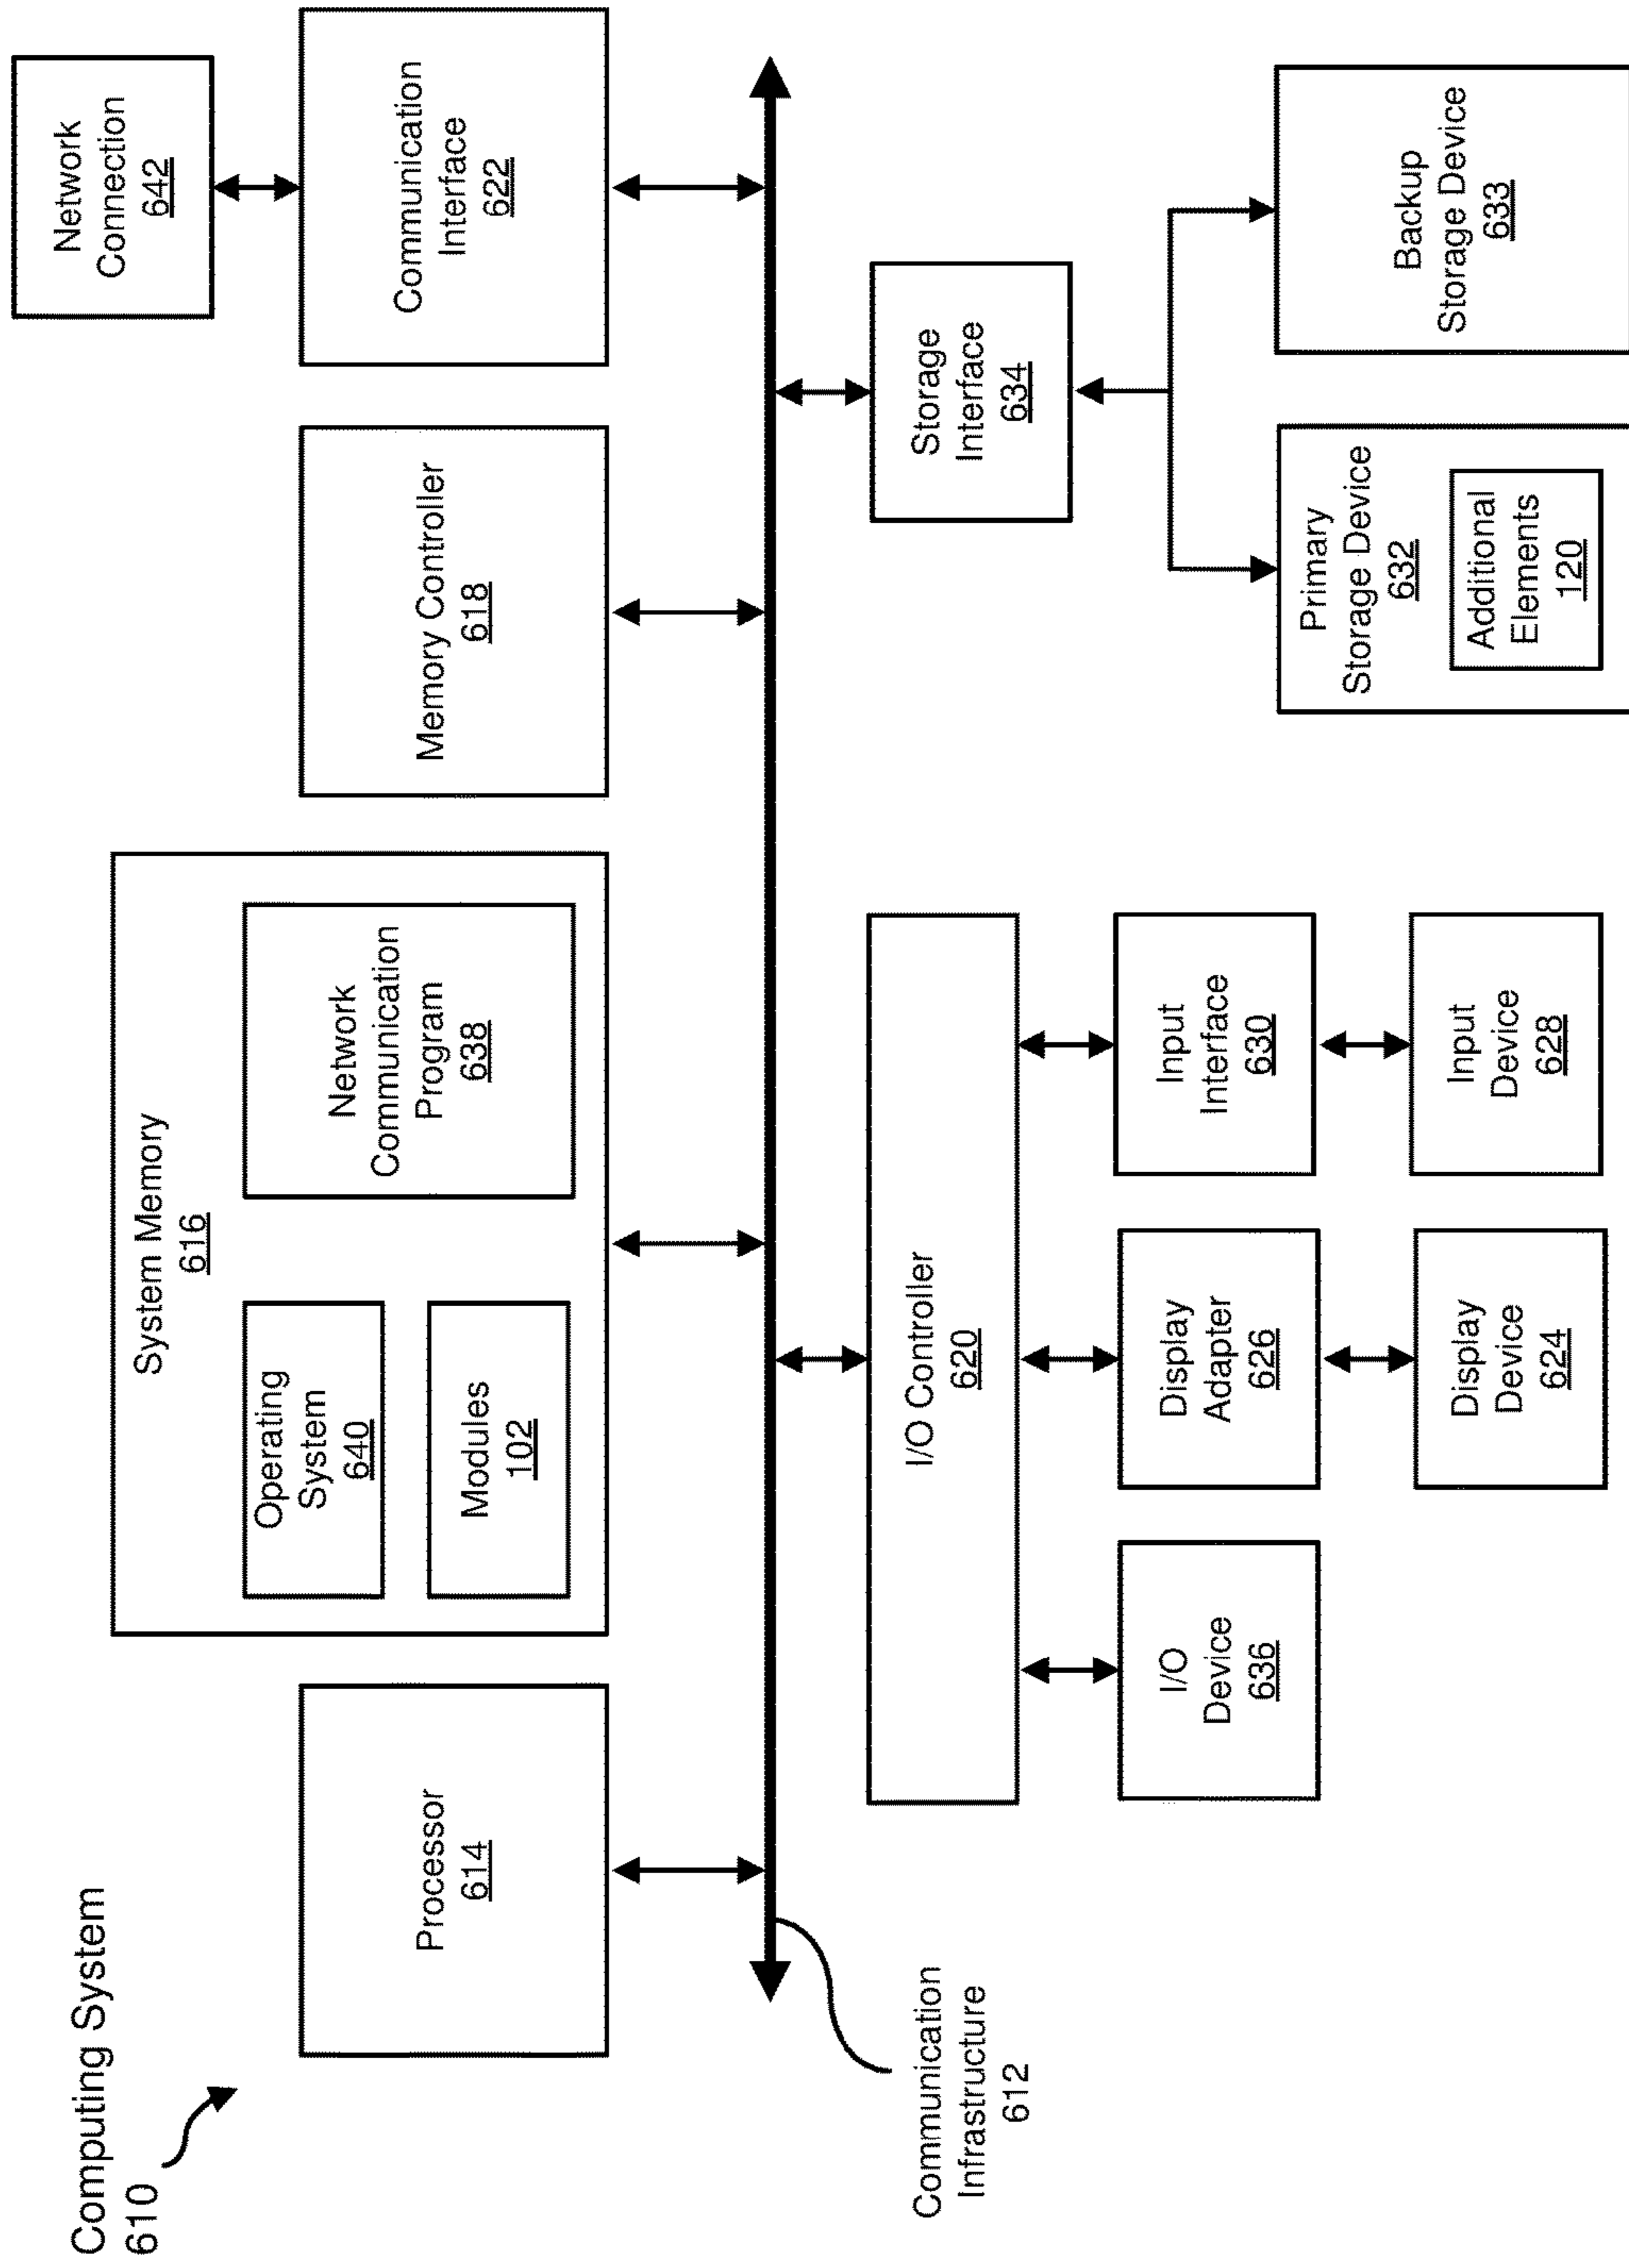 Computing System
610
Processor
614
System Memory
616
Operating
System
640
Modules
102
Network
Communication
Program
638
Memory Controller
618
Communication
Interface
622
Network
Connection
642
Communication
Infrastructure
612
I/O Controller
620
I/O
Device
636
Display
Adapter
626
Display
Device
624
Input
Interface
630
Input
Device
628
Storage
Interface
634
Primary
Storage Device
632
Additional
Elements
120
Backup
Storage Device
633